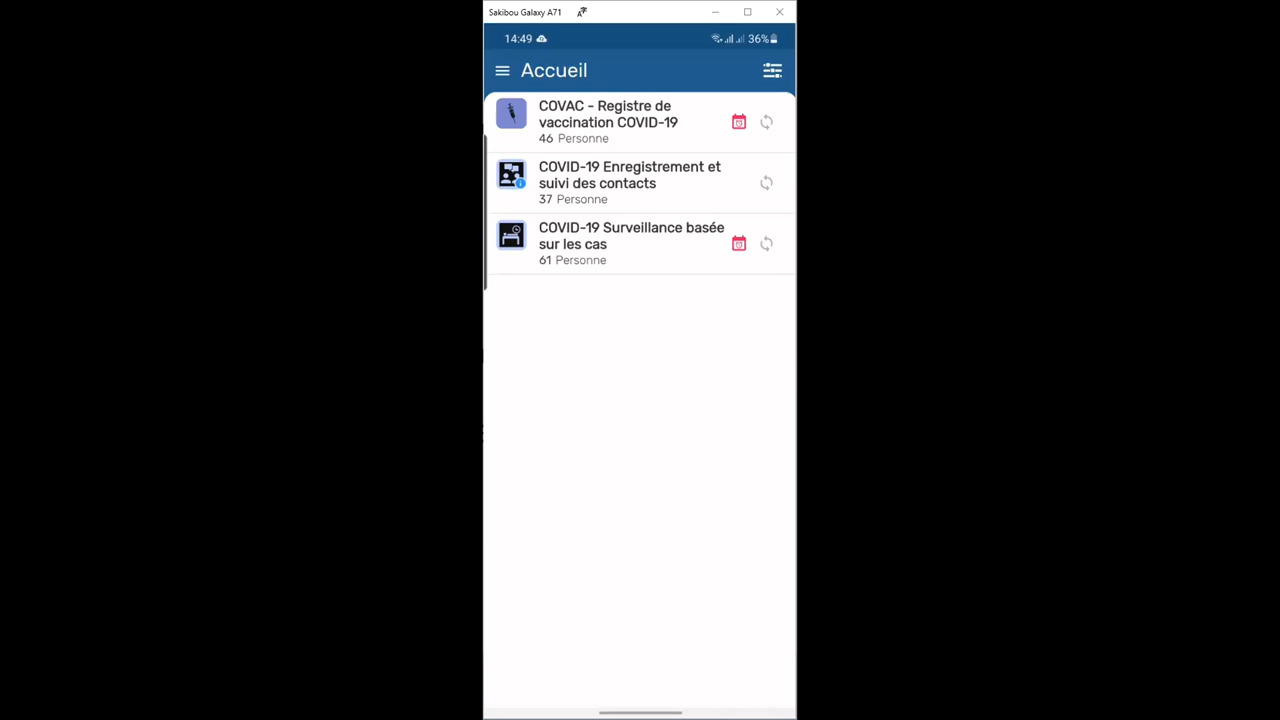 Sakibou Galaxy A71
14:49
36%
Accueil
COVAC - Registre de
vaccination COVID-19
46 Personne
COVID-19 Enregistrement et
suivi des contacts
37 Personne
COVID-19 Surveillance basée
sur les cas
61 Personne